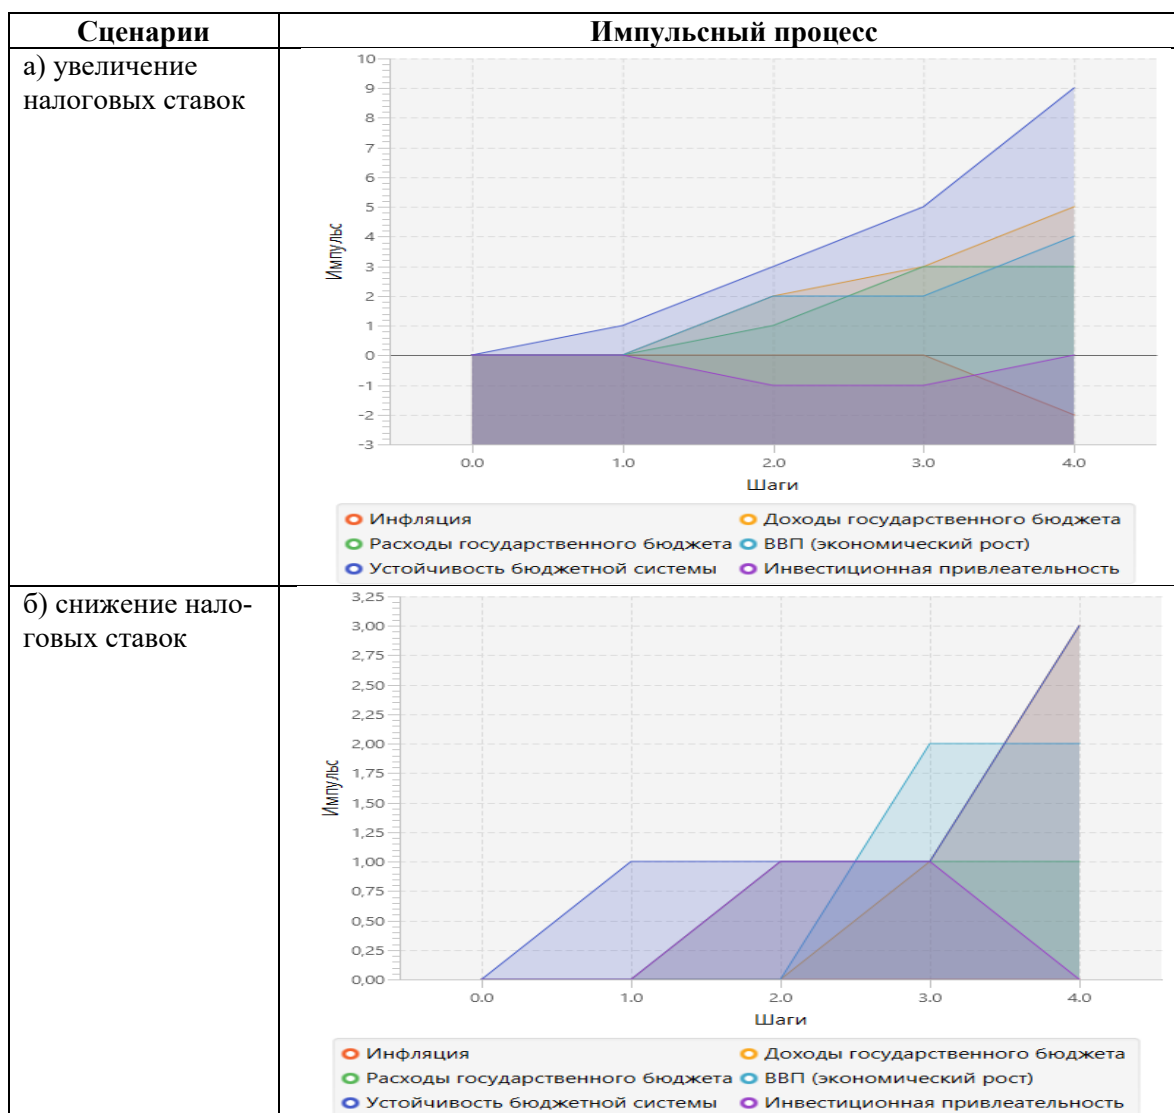 Сценарии
Импульсный процесс
а) увеличение
налоговых ставок
10
9
8
7
6
5
4
3
2
1
0
-1
-2
-3
Импульс
0.0 1.0 2.0 3.0 4.0
Шаги
Инфляция
Доходы государственного бюджета
Расходы государственного бюджета
ВВП (экономический рост)
Устойчивость бюджетной системы
Инвестиционная привлеательность
б) снижение нало-
говых ставок
3,25
3,00
2,75
2,50
2,25
2,00
1,75
1,50
1,25
1,00
0,75
0,50
0,25
0,00
Импульс
0.0 1.0 2.0 3.0 4.0
Шаги
Инфляция
Доходы государственного бюджета
Расходы государственного бюджета
ВВП (экономический рост)
Устойчивость бюджетной системы
Инвестиционная привлеательность